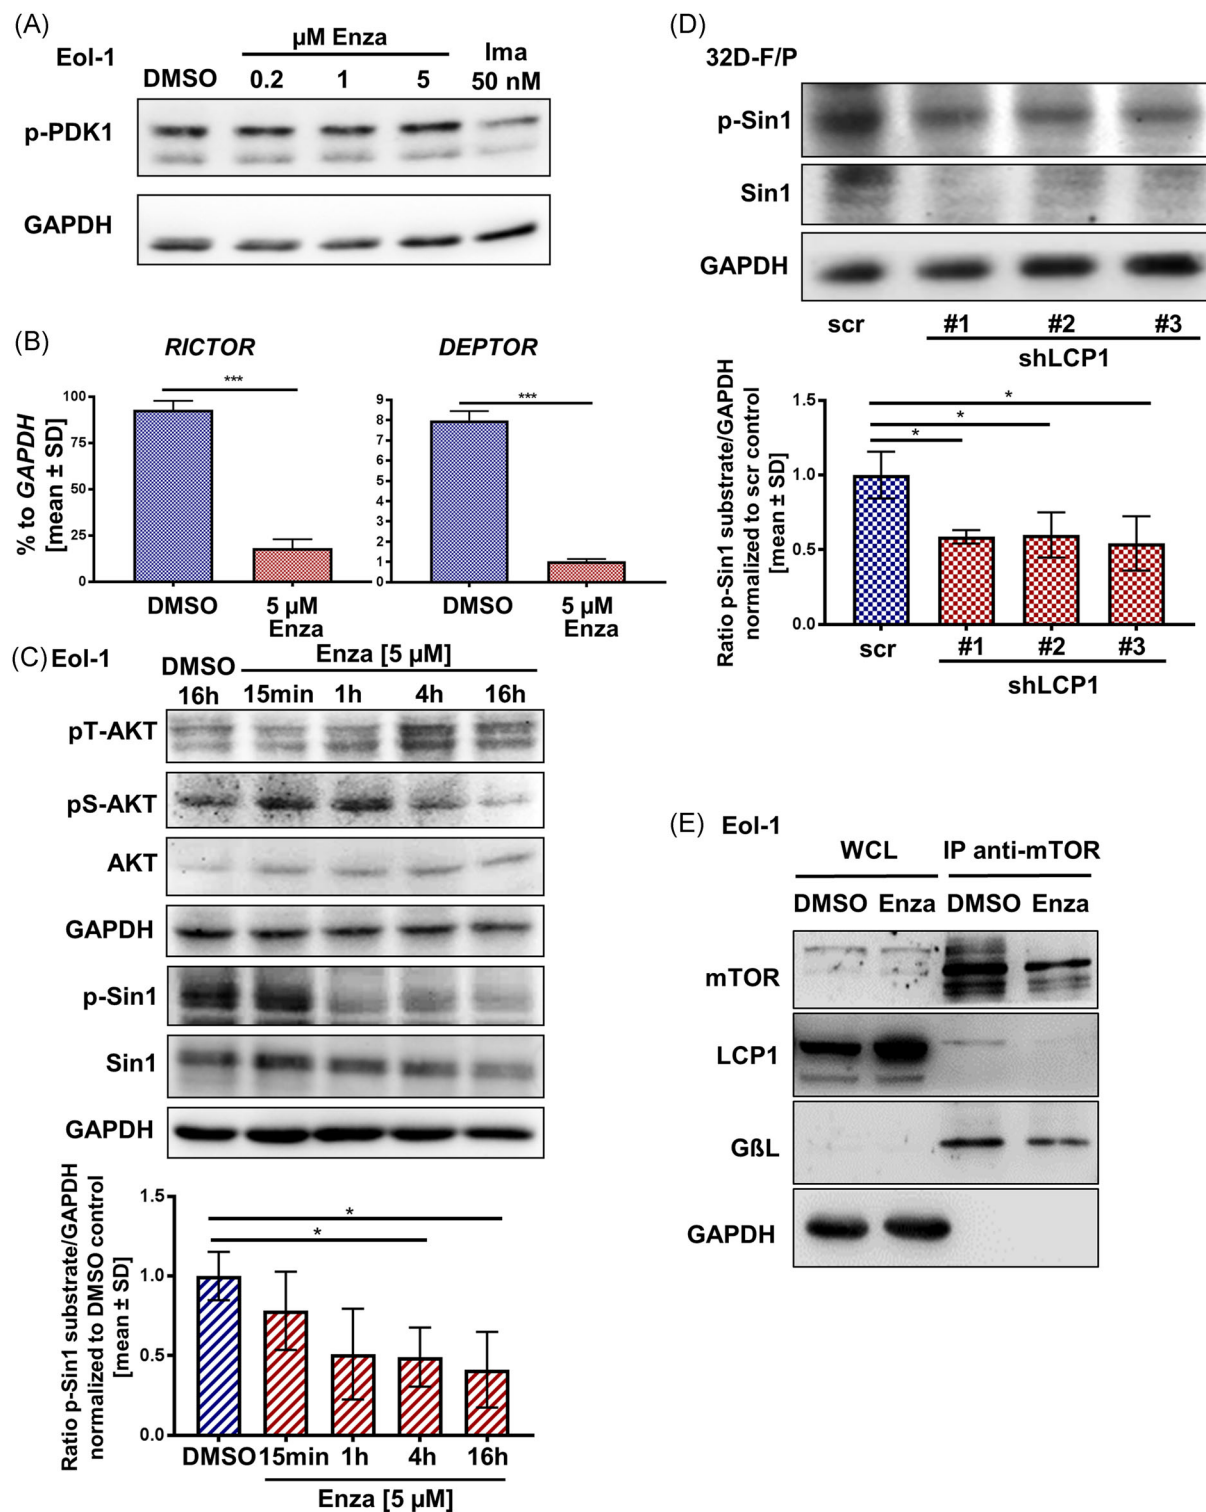 (A)
Eol-1
µM Enza
Ima
DMSO 0.2 1 5 50 nM
p-PDK1
GAPDH
(B)
RICTOR DEPTOR
% to GAPDH
[mean ± SD]
***
100
75
50
25
0
DMSO 5 µM
Enza
***
9
8
7
6
5
4
3
2
1
0
DMSO 5 µM
Enza
(C) Eol-1
DMSO Enza [5 µM]
16h 15min 1h 4h 16h
pT-AKT
pS-AKT
AKT
GAPDH
p-Sin1
Sin1
GAPDH
Ratio p-Sin1 substrate/GAPDH
normalized to DMSO control
[mean ± SD]
1.5
1.0
0.5
0.0
*
*
DMSO 15min 1h 4h 16h
Enza [5 µM]
(D)
32D-F/P
p-Sin1
Sin1
GAPDH
scr #1 #2 #3
shLCP1
Ratio p-Sin1 substrate/GAPDH
normalized to scr control
[mean ± SD]
1.5
1.0
0.5
0.0
*
*
*
scr #1 #2 #3
shLCP1
(E) Eol-1
WCL IP anti-mTOR
DMSO Enza DMSO Enza
mTOR
LCP1
GßL
GAPDH